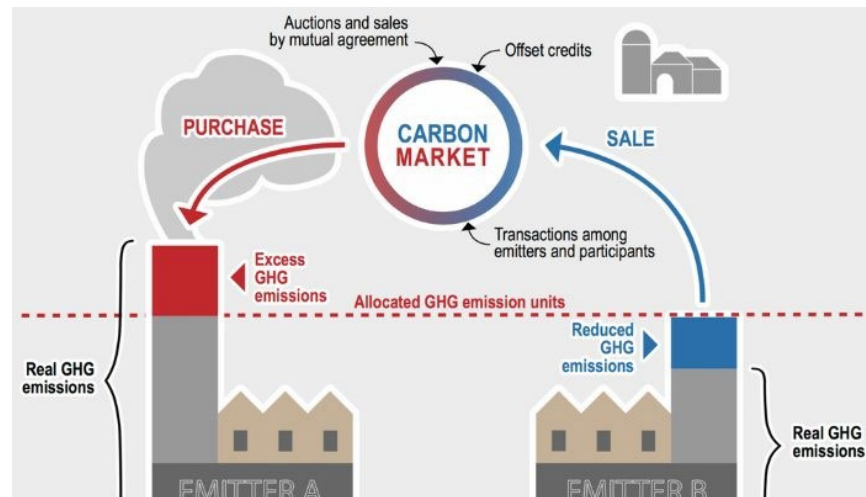 Auctions and sales
by mutual agreement
Offset credits
PURCHASE
CARBON
MARKET
SALE
Transactions among
emitters and participants
Excess
GHG
emissions
Allocated GHG emission units
Reduced
GHG
emissions
Real GHG
emissions
Real GHG
emissions
EMITTER A
EMITTER B